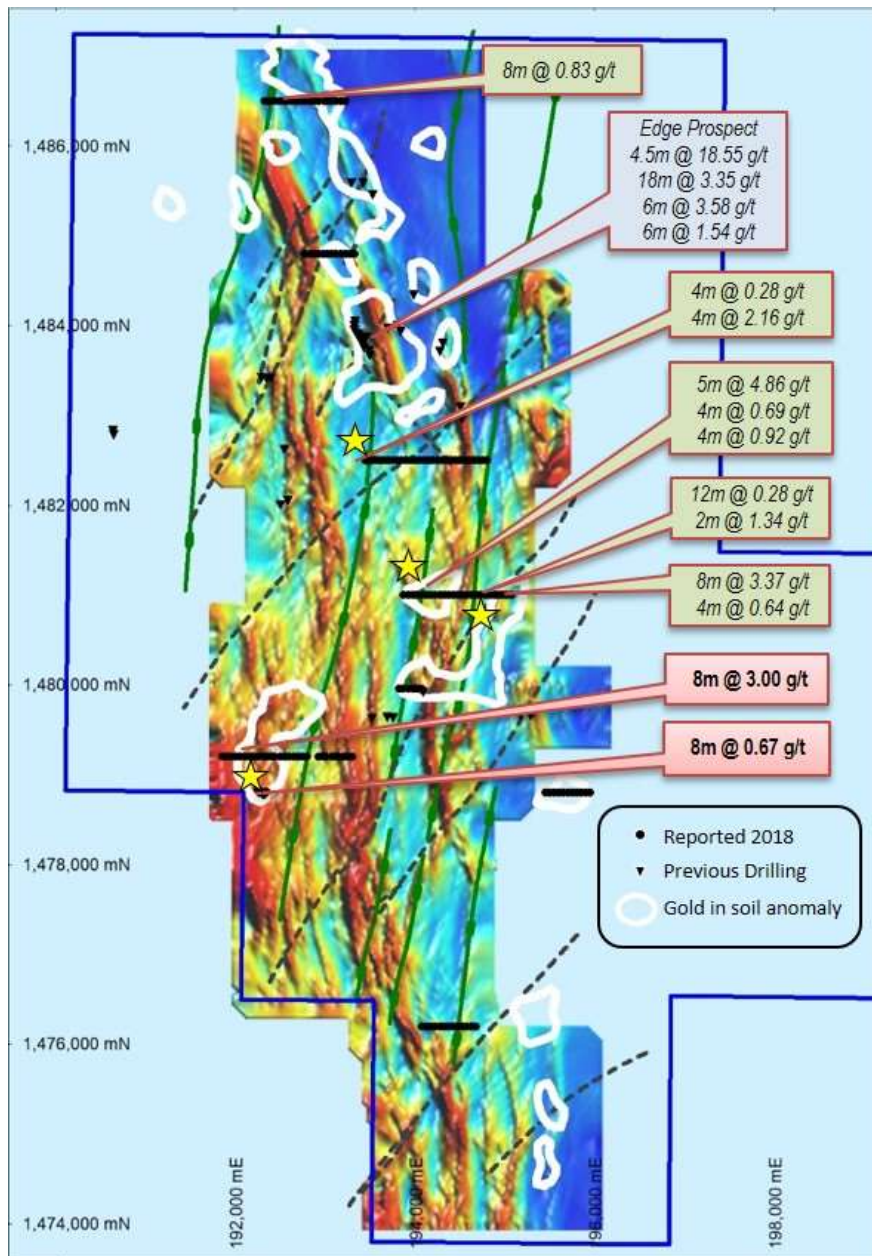 8m @ 0.83 g/t
1,486,000 mN
Edge Prospect
4.5m @ 18.55 g/t
18m @ 3.35 g/t
6m @ 3.58 g/t
6m @ 1.54 g/t
4m @ 0.28 g/t
4m @ 2.16 g/t
1,484,000 mN
5m @ 4.86 g/t
4m @ 0.69 g/t
4m @ 0.92 g/t
1,482,000 mN
12m @ 0.28 g/t
2m @ 1.34 g/t
8m @ 3.37 g/t
4m @ 0.64 g/t
1,480,000 mN
8m @ 3.00 g/t
8m @ 0.67 g/t
1,478,000 mN
Reported 2018
Previous Drilling
Gold in soil anomaly
1,476,000 mN
1,474,000 mN
192,000 mE
194,000 mE
196,000 mE
198,000 mE